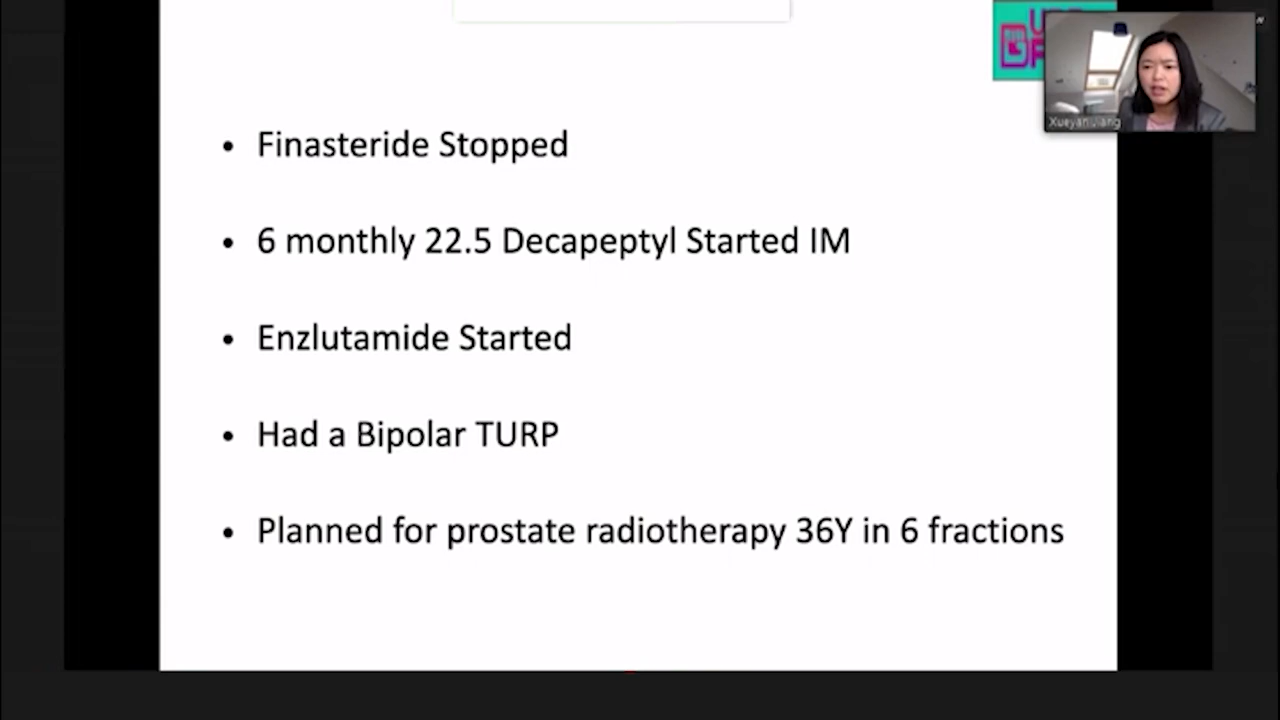 • Finasteride Stopped
• 6 monthly 22.5 Decapeptyl Started IM
• Enzlutamide Started
• Had a Bipolar TURP
• Planned for prostate radiotherapy 36Y in 6 fractions